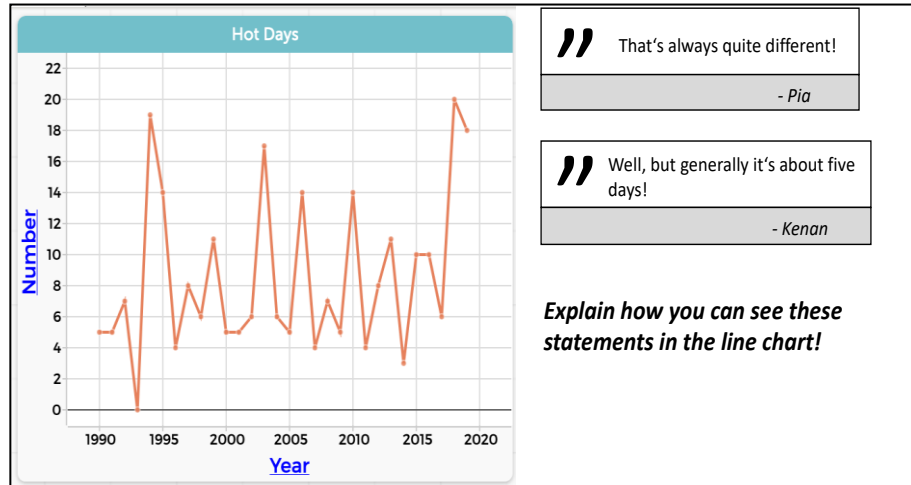 Hot Days
22
20
18
16
14
12
10
8
6
4
2
0
Number
1990
1995
2000
2005
2010
2015
2020
Year
” That‘s always quite different!
- Pia
” Well, but generally it‘s about five
days!
- Kenan
Explain how you can see these
statements in the line chart!